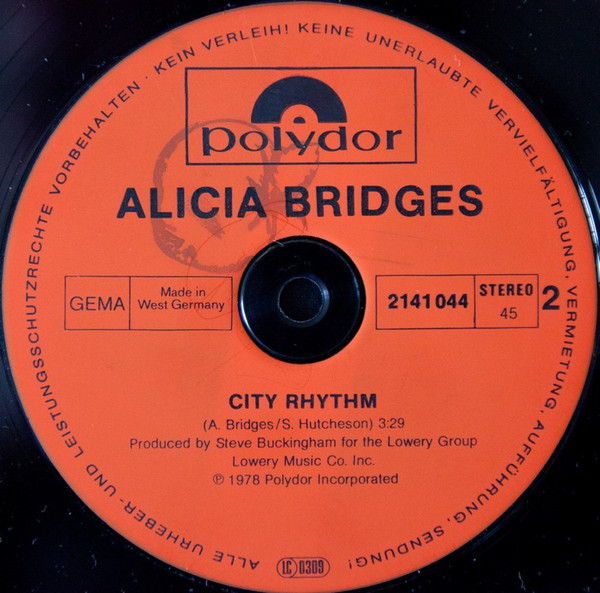 ALLE URHEBER- UND LEISTUNGSSCHUTZRECHTE VORBEHALTEN · KEIN VERLEIH! KEINE UNERLAUBTE VERVIELFÄLTIGUNG, VERMIETUNG, AUFFÜHRUNG, SENDUNG!
polydor
ALICIA BRIDGES
GEMA
Made in
West Germany
2141 044
STEREO
45
2
CITY RHYTHM
(A. Bridges/S. Hutcheson) 3:29
Produced by Steve Buckingham for the Lowery Group
Lowery Music Co. Inc.
℗ 1978 Polydor Incorporated
LC 0309